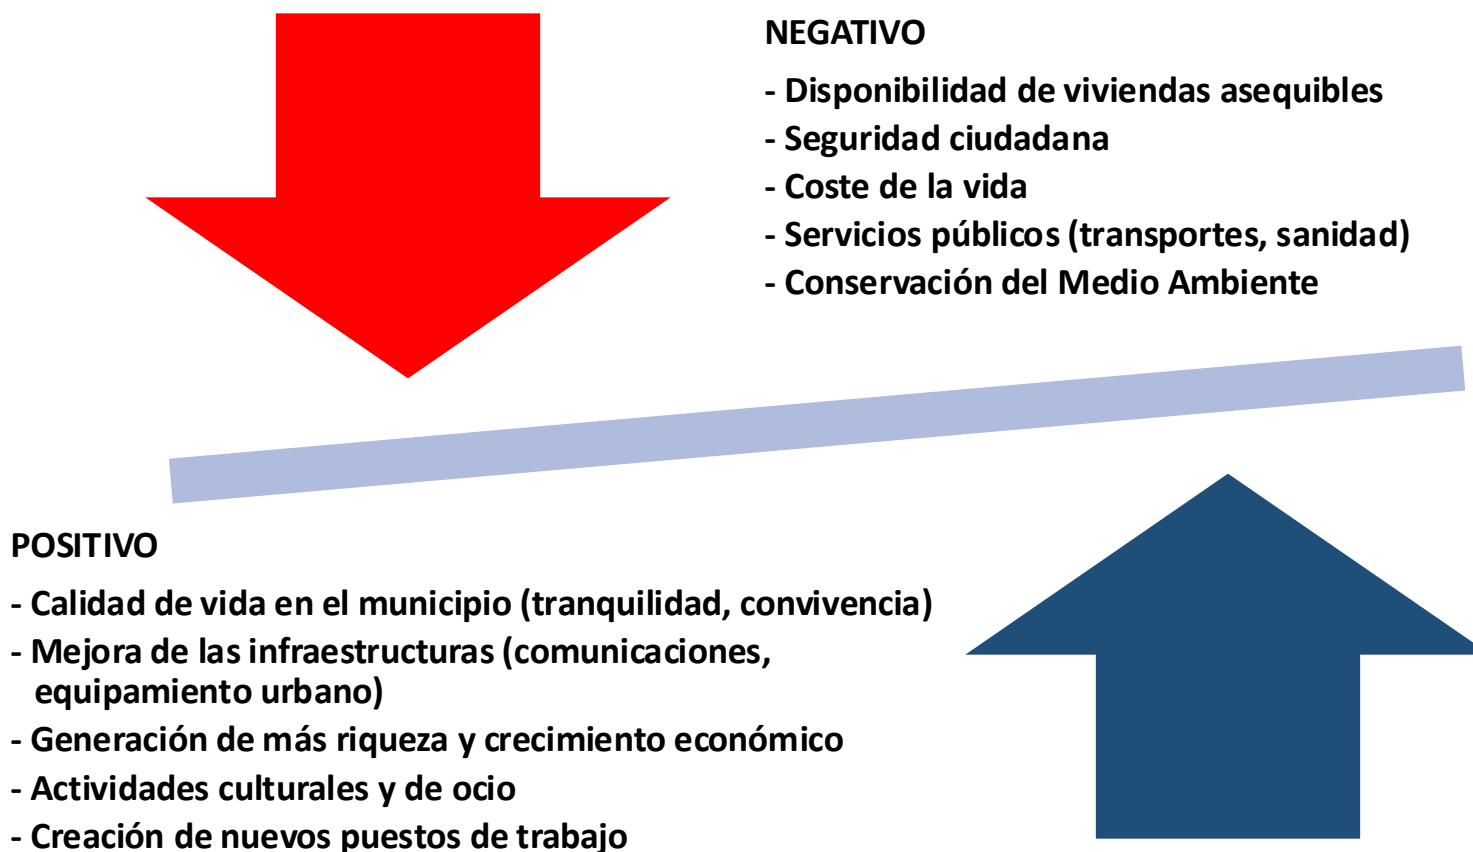 NEGATIVO
- Disponibilidad de viviendas asequibles
- Seguridad ciudadana
- Coste de la vida
- Servicios públicos (transportes, sanidad)
- Conservación del Medio Ambiente
POSITIVO
- Calidad de vida en el municipio (tranquilidad, convivencia)
- Mejora de las infraestructuras (comunicaciones,
equipamiento urbano)
- Generación de más riqueza y crecimiento económico
- Actividades culturales y de ocio
- Creación de nuevos puestos de trabajo